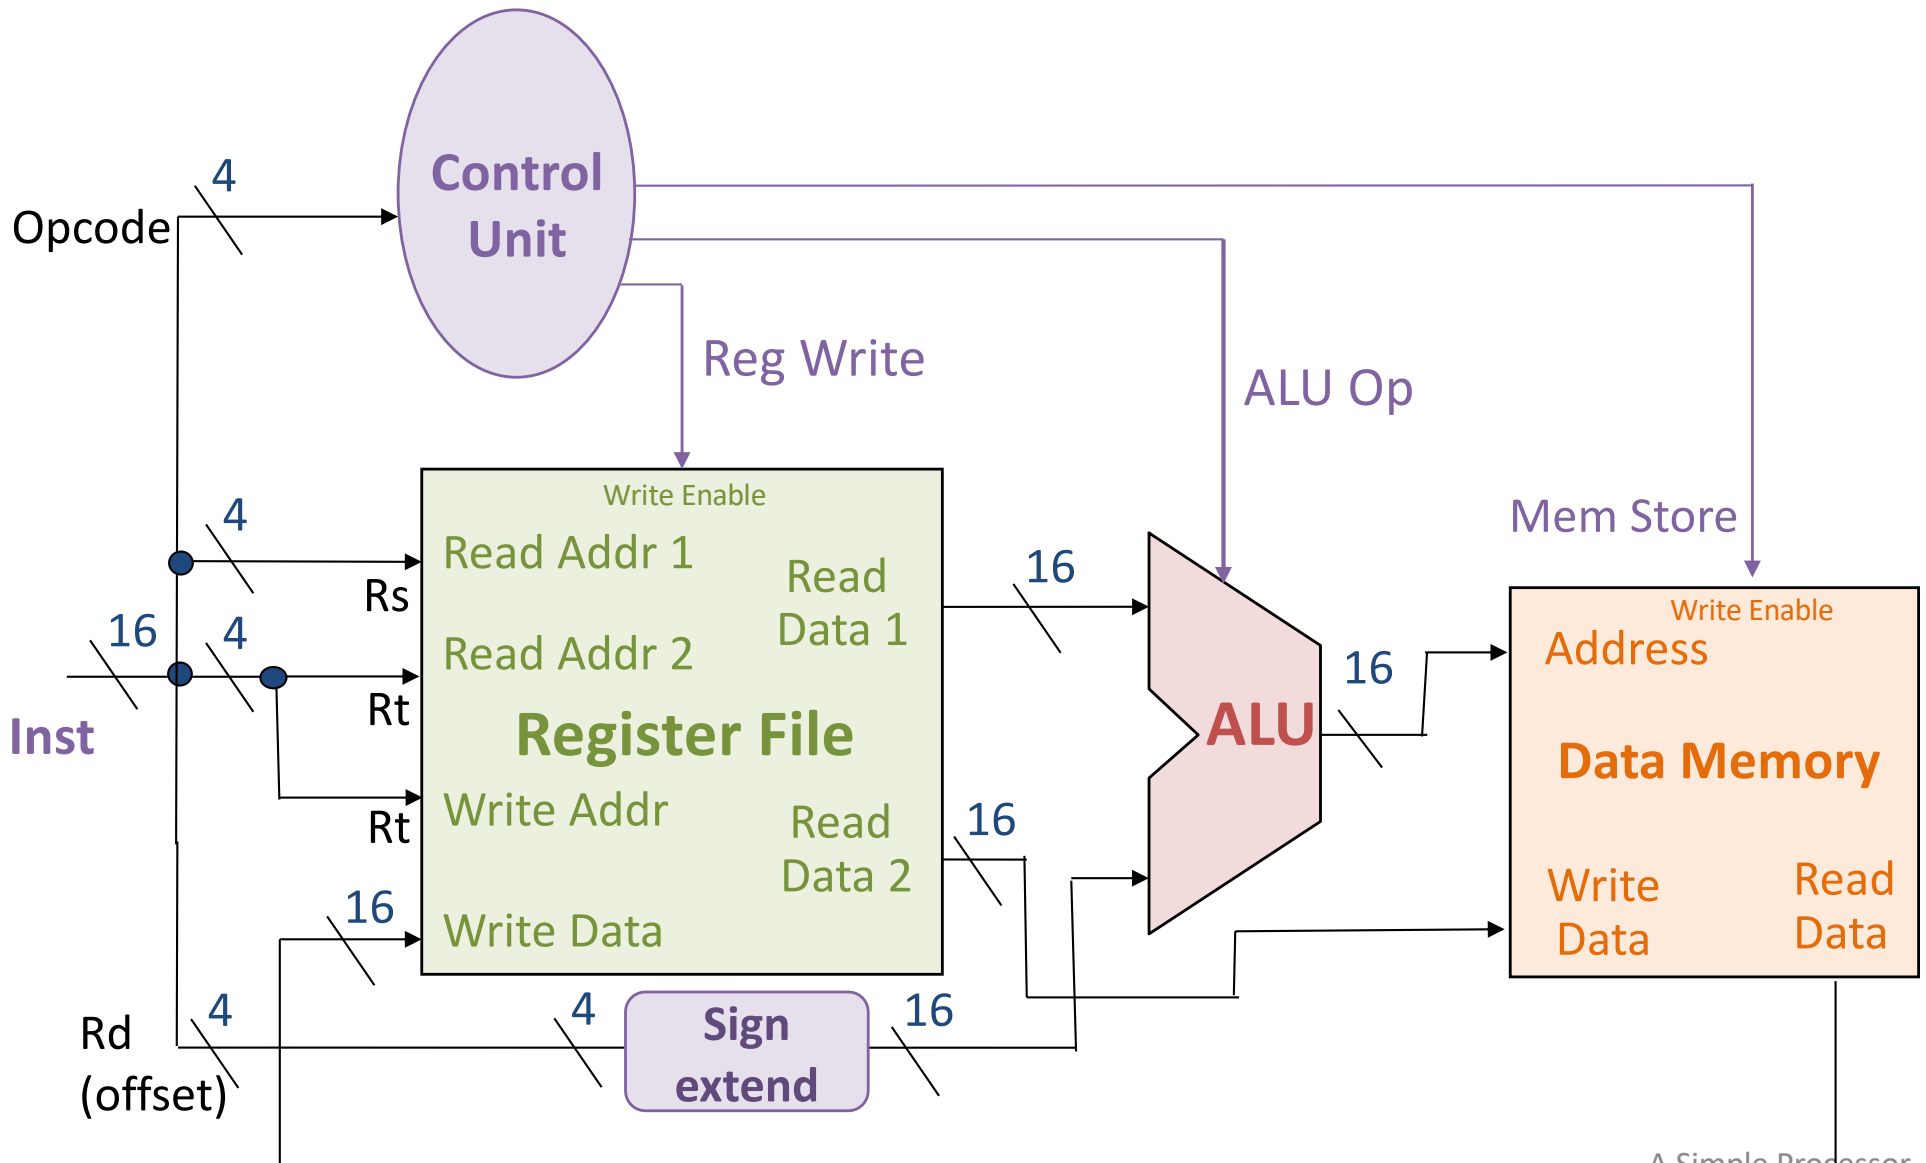 Control
Unit
4
Opcode
Reg Write
ALU Op
Mem Store
Write Enable
4
Read Addr 1
Rs
Read
Data 1
16
Write Enable
Address
16
4
Read Addr 2
Rt
16
Inst
Register File
ALU
Data Memory
Write Addr
Rt
Read
Data 2
16
Write
Data
Read
Data
16
Write Data
Rd
(offset)
4
4
Sign
extend
16
A Simple Processor